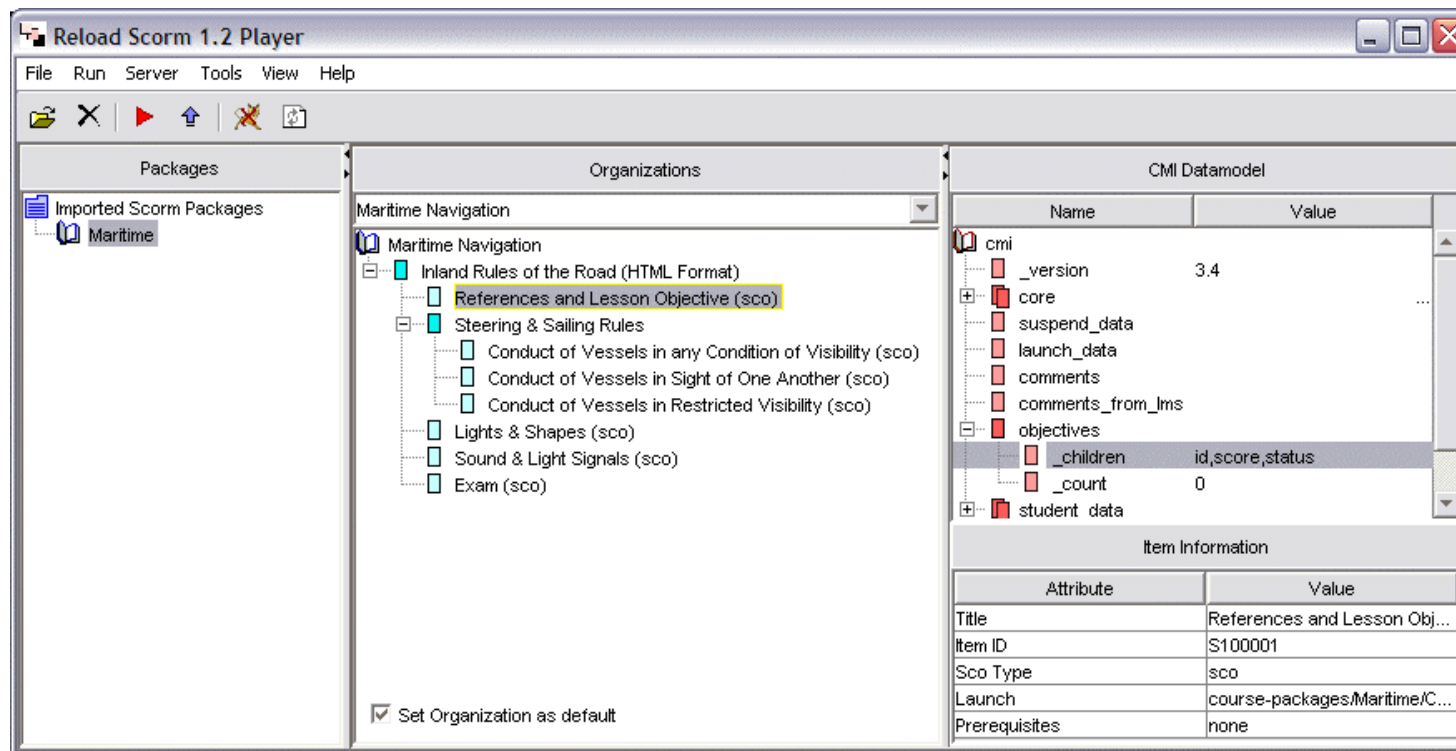 Reload Scorm 1.2 Player
File Run Server Tools View Help
Packages
Imported Scorm Packages
Maritime
Organizations
Maritime Navigation
Maritime Navigation
Inland Rules of the Road (HTML Format)
References and Lesson Objective (sco)
Steering & Sailing Rules
Conduct of Vessels in any Condition of Visibility (sco)
Conduct of Vessels in Sight of One Another (sco)
Conduct of Vessels in Restricted Visibility (sco)
Lights & Shapes (sco)
Sound & Light Signals (sco)
Exam (sco)
Set Organization as default
CMI Datamodel
Name Value
cmi
_version 3.4
core ...
suspend_data
launch_data
comments
comments_from_lms
objectives
_children id,score,status
_count 0
student_data
Item Information
Attribute Value
Title References and Lesson Obj...
Item ID S100001
Sco Type sco
Launch course-packages/Maritime/C...
Prerequisites none